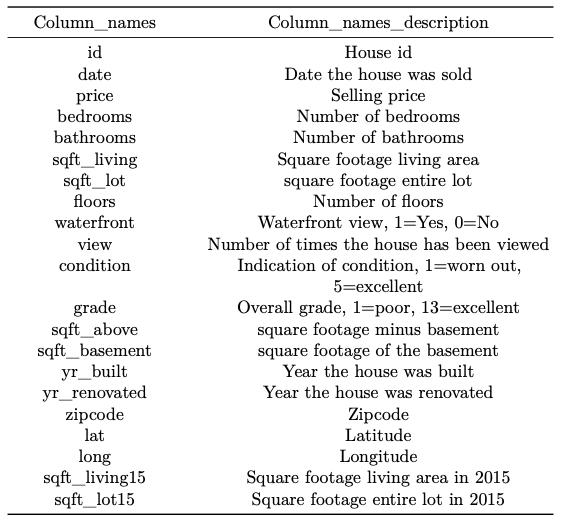 Column_names Column_names_description
id House id
date Date the house was sold
price Selling price
bedrooms Number of bedrooms
bathrooms Number of bathrooms
sqft_living Square footage living area
sqft_lot square footage entire lot
floors Number of floors
waterfront Waterfront view, 1=Yes, 0=No
view Number of times the house has been viewed
condition Indication of condition, 1=worn out,
5=excellent
grade Overall grade, 1=poor, 13=excellent
sqft_above square footage minus basement
sqft_basement square footage of the basement
yr_built Year the house was built
yr_renovated Year the house was renovated
zipcode Zipcode
lat Latitude
long Longitude
sqft_living15 Square footage living area in 2015
sqft_lot15 Square footage entire lot in 2015